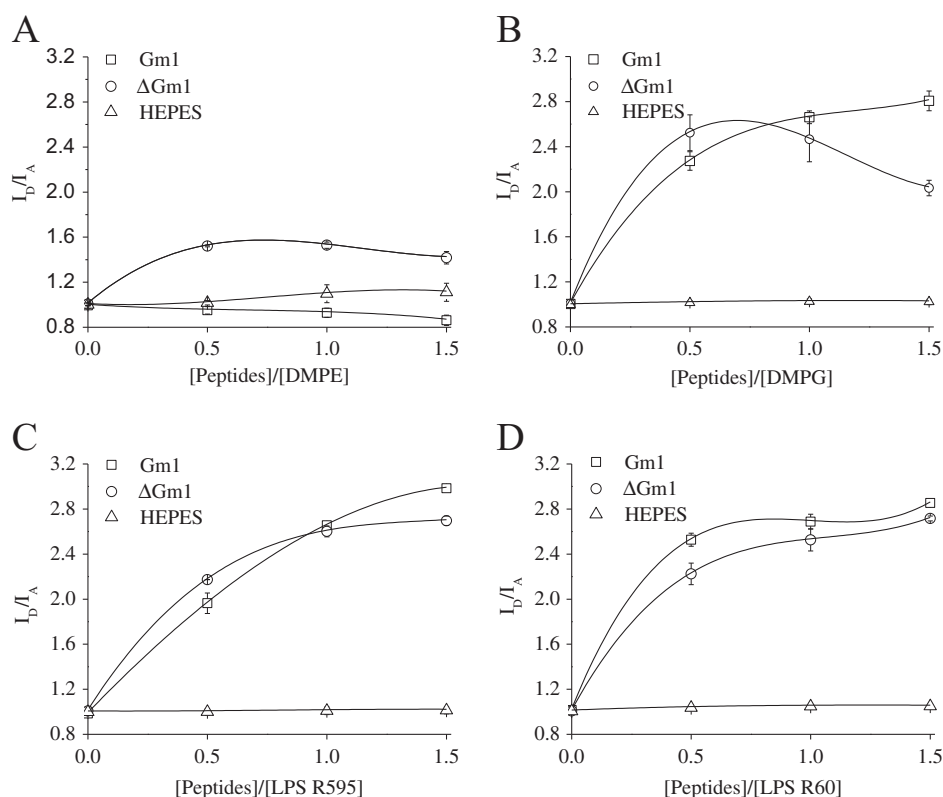 A
Gm1
ΔGm1
HEPES
3.2
2.8
2.4
2.0
1.6
1.2
0.8
I_D/I_A
0.0 0.5 1.0 1.5
[Peptides]/[DMPE]
B
Gm1
ΔGm1
HEPES
3.2
2.8
2.4
2.0
1.6
1.2
0.8
I_D/I_A
0.0 0.5 1.0 1.5
[Peptides]/[DMPG]
C
Gm1
ΔGm1
HEPES
3.2
2.8
2.4
2.0
1.6
1.2
0.8
I_D/I_A
0.0 0.5 1.0 1.5
[Peptides]/[LPS R595]
D
Gm1
ΔGm1
HEPES
3.2
2.8
2.4
2.0
1.6
1.2
0.8
I_D/I_A
0.0 0.5 1.0 1.5
[Peptides]/[LPS R60]